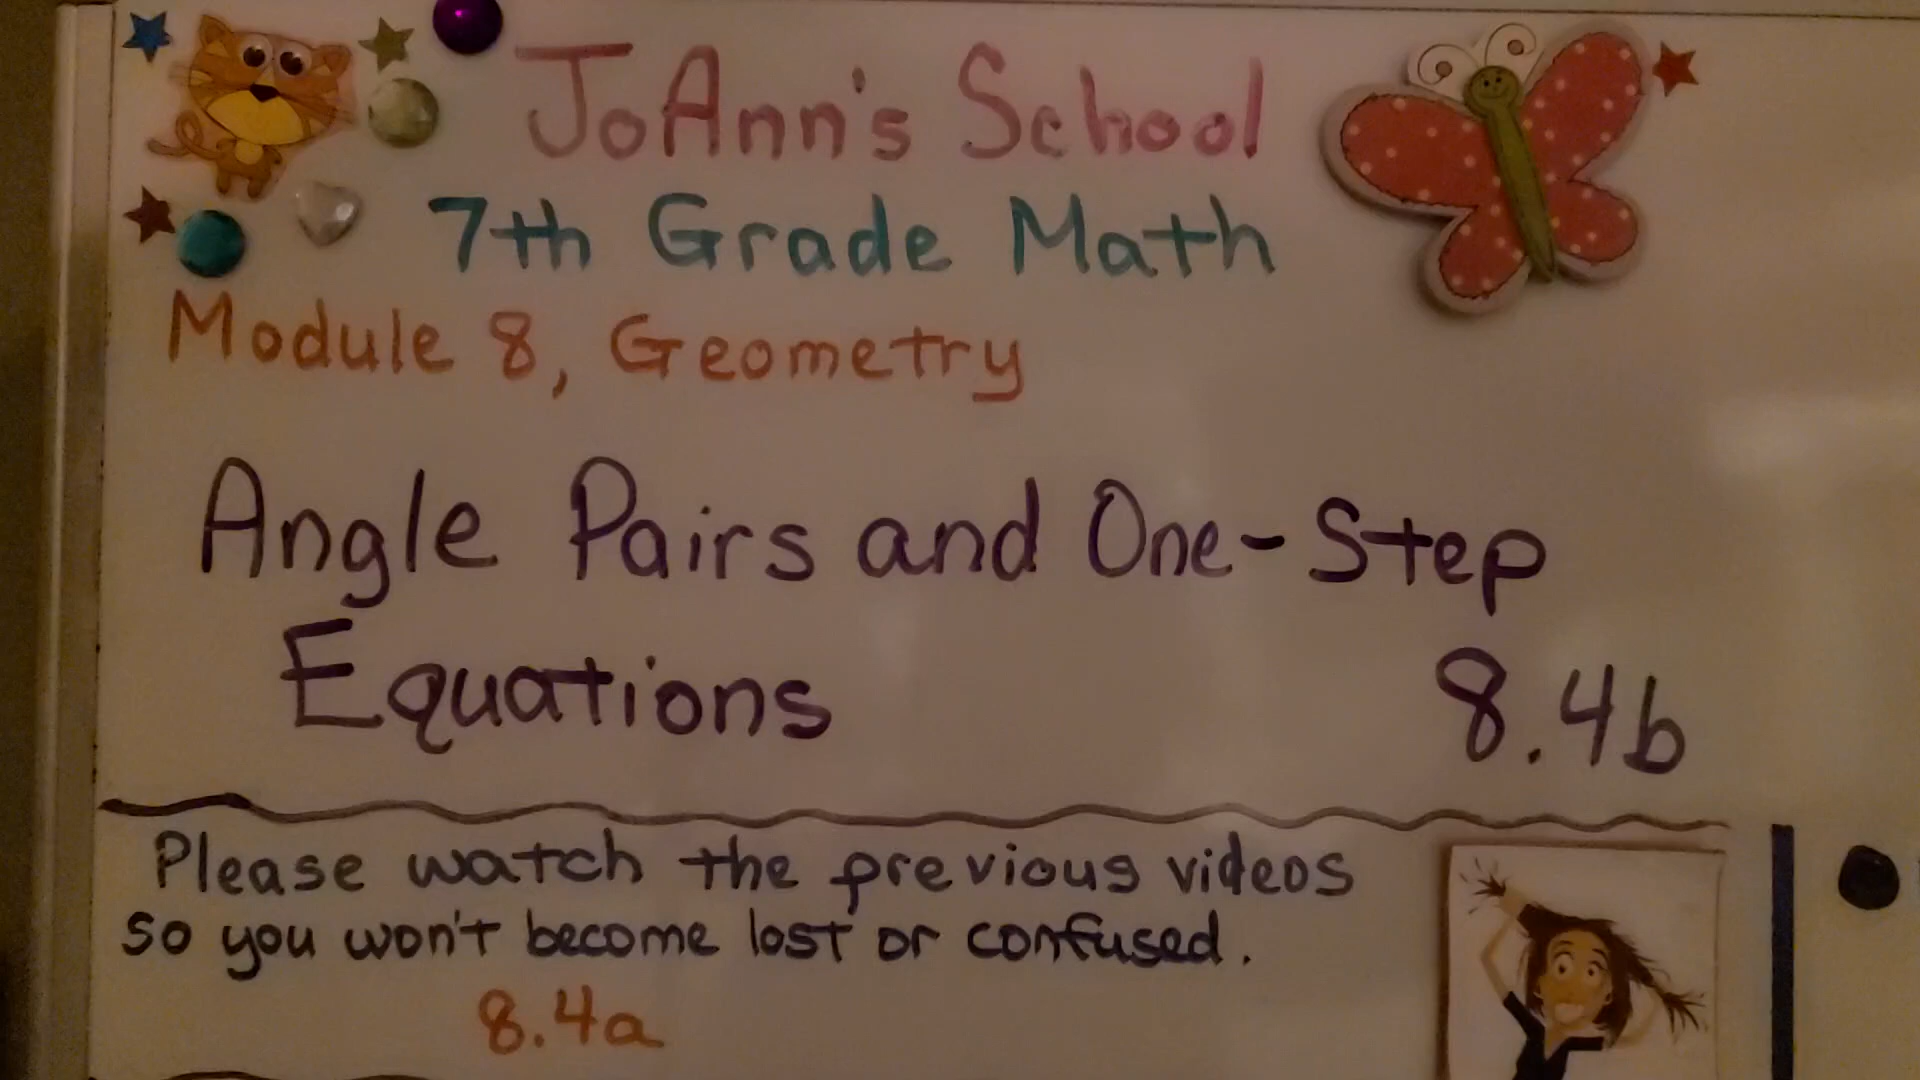 JoAnn's School
7th Grade Math
Module 8, Geometry
Angle Pairs and One-Step
Equations 8.4b
Please watch the previous videos
so you won't become lost or confused.
8.4a